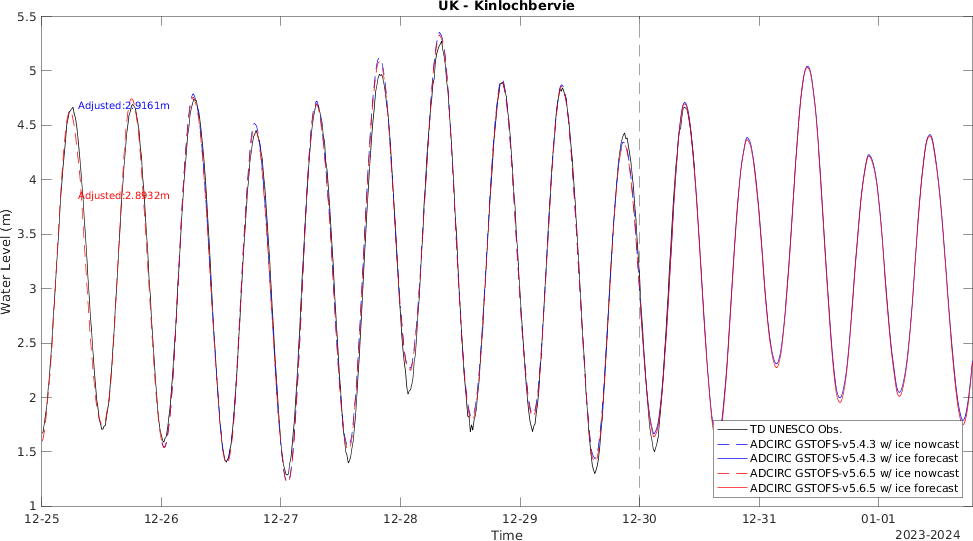 UK - Kinlochbervie
5.5
5
4.5
4
3.5
3
2.5
2
1.5
1
Water Level (m)
Adjusted:2.9161m
Adjusted:2.8932m
TD UNESCO Obs.
ADCIRC GSTOFS-v5.4.3 w/ ice nowcast
ADCIRC GSTOFS-v5.4.3 w/ ice forecast
ADCIRC GSTOFS-v5.6.5 w/ ice nowcast
ADCIRC GSTOFS-v5.6.5 w/ ice forecast
12-25 12-26 12-27 12-28 12-29 12-30 12-31 01-01
Time
2023-2024